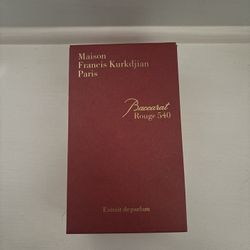 Maison
Francis Kurkdjian
Paris
Baccarat
Rouge 540
Extrait de parfum